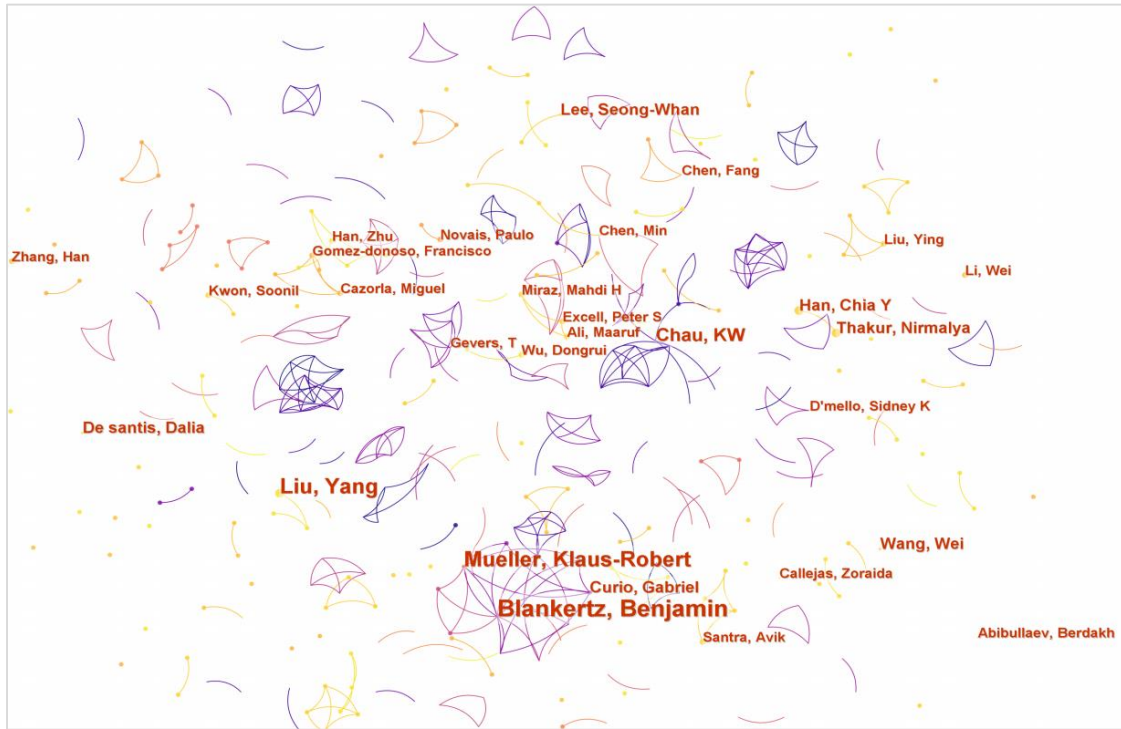 Lee, Seong-Whan
Chen, Fang
Chen, Min
Han, Zhu
Novais, Paulo
Liu, Ying
Gomez-donoso, Francisco
Zhang, Han
Li, Wei
Kwon, Soonil
Cazorla, Miguel
Miraz, Mahdi H
Han, Chia Y
Excell, Peter S
Ali, Maaruf
Chau, KW
Thakur, Nirmalya
Gevers, T
Wu, Dongrui
D'mello, Sidney K
De santis, Dalia
Liu, Yang
Wang, Wei
Mueller, Klaus-Robert
Callejas, Zoraida
Curio, Gabriel
Blankertz, Benjamin
Santra, Avik
Abibullaev, Berdakh